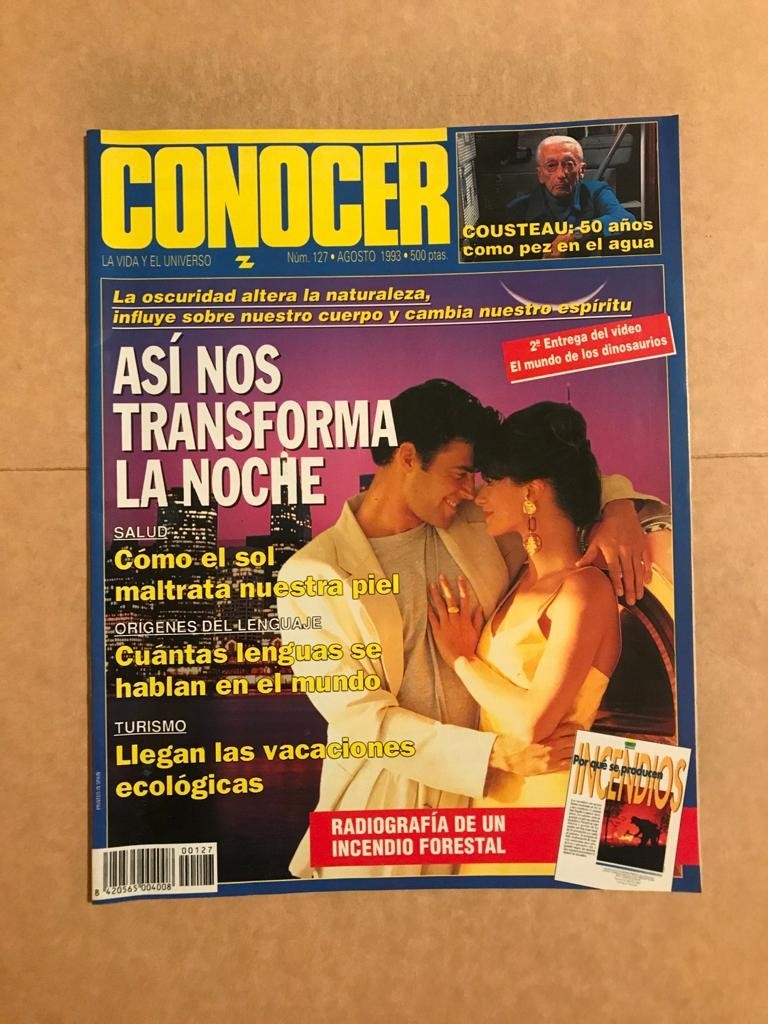 CONOCER
LA VIDA Y EL UNIVERSO
Núm. 127 • AGOSTO 1993 • 500 ptas.
COUSTEAU: 50 años
como pez en el agua
La oscuridad altera la naturaleza,
influye sobre nuestro cuerpo y cambia nuestro espíritu
2ª Entrega del vídeo
El mundo de los dinosaurios
ASÍ NOS
TRANSFORMA
LA NOCHE
SALUD
Cómo el sol
maltrata nuestra piel
ORÍGENES DEL LENGUAJE
Cuántas lenguas se
hablan en el mundo
TURISMO
Llegan las vacaciones
ecológicas
RADIOGRAFÍA DE UN
INCENDIO FORESTAL
Por qué se producen
INCENDIOS
PRINTED IN SPAIN
00127
8 420565 004008